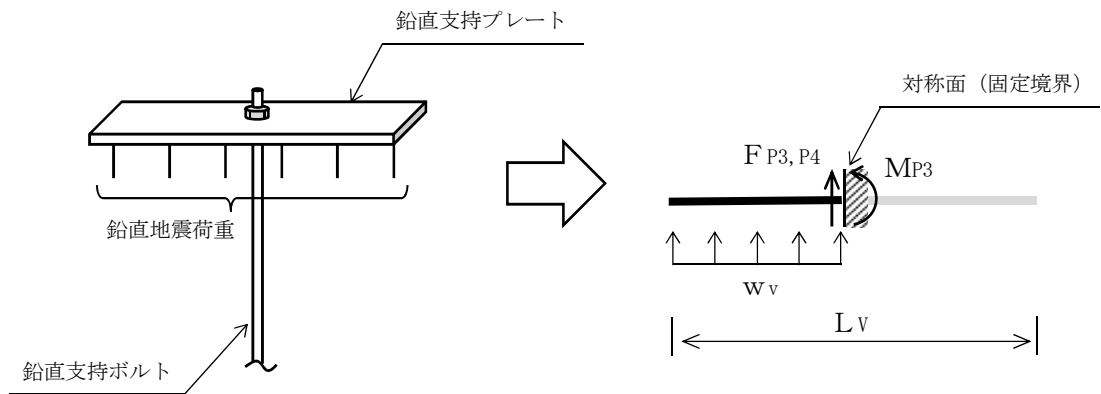 鉛直支持プレート
鉛直地震荷重
鉛直支持ボルト
対称面（固定境界）
F P3, P4
MP3
w v
L V